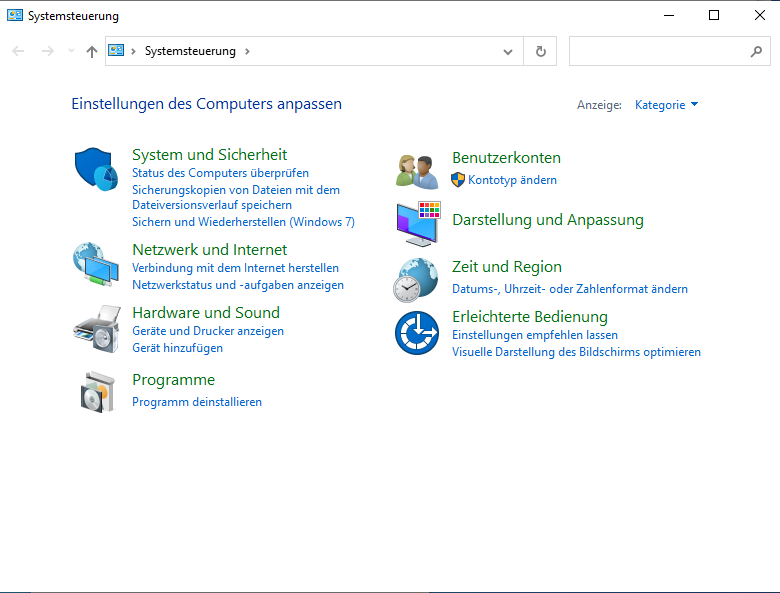 Systemsteuerung
Systemsteuerung
Einstellungen des Computers anpassen
Anzeige: Kategorie
System und Sicherheit
Status des Computers überprüfen
Sicherungskopien von Dateien mit dem
Dateiversionsverlauf speichern
Sichern und Wiederherstellen (Windows 7)
Netzwerk und Internet
Verbindung mit dem Internet herstellen
Netzwerkstatus und -aufgaben anzeigen
Hardware und Sound
Geräte und Drucker anzeigen
Gerät hinzufügen
Programme
Programm deinstallieren
Benutzerkonten
Kontotyp ändern
Darstellung und Anpassung
Zeit und Region
Datums-, Uhrzeit- oder Zahlenformat ändern
Erleichterte Bedienung
Einstellungen empfehlen lassen
Visuelle Darstellung des Bildschirms optimieren